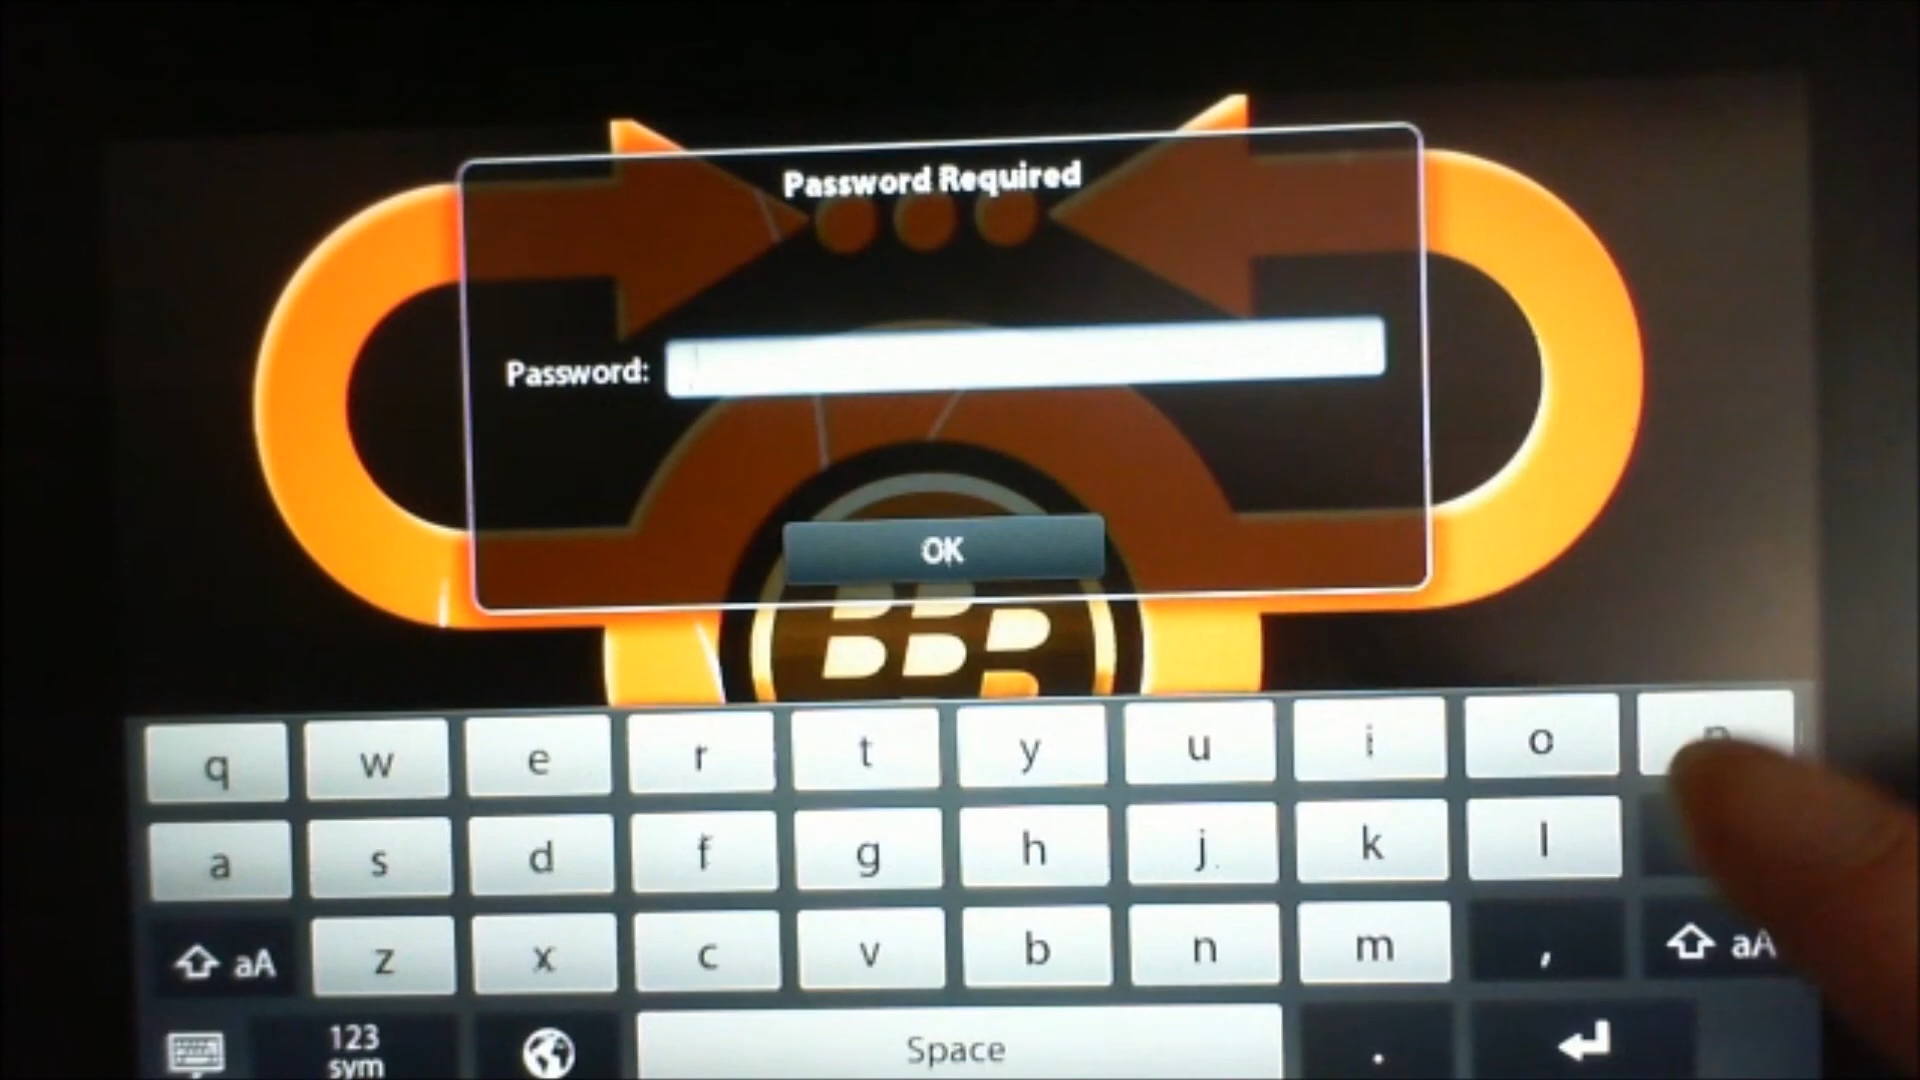 Password Required
Password:
OK
q w e r t y u i o p
a s d f g h j k l
aA z x c v b n m , aA
123
sym
Space .